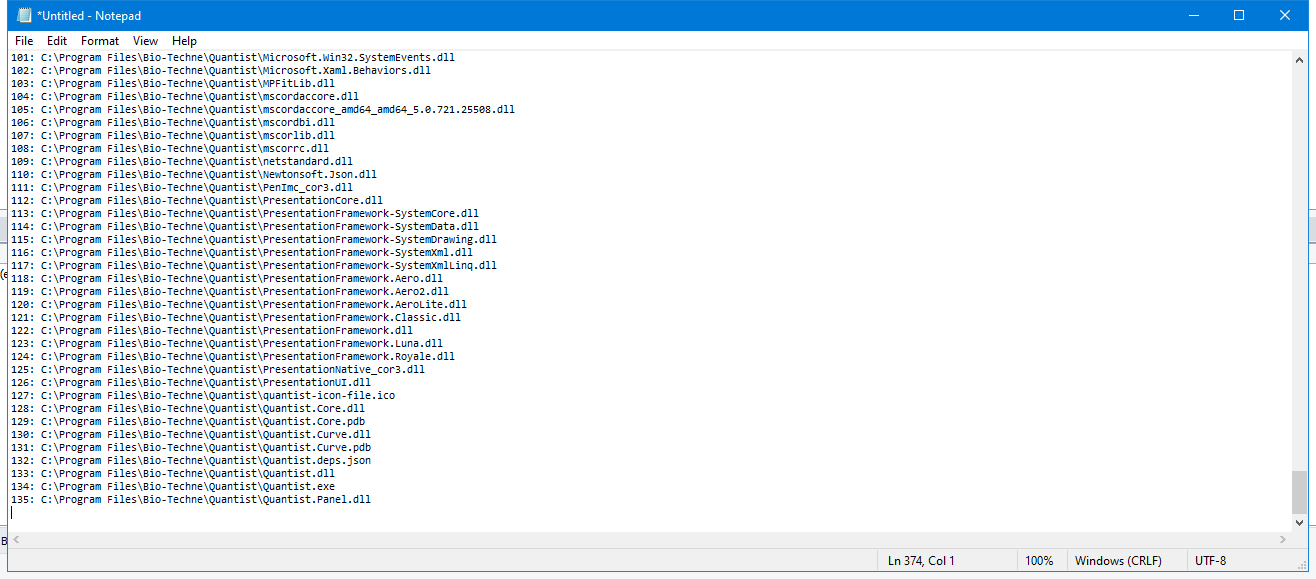 *Untitled - Notepad
File Edit Format View Help
101: C:\Program Files\Bio-Techne\Quantist\Microsoft.Win32.SystemEvents.dll
102: C:\Program Files\Bio-Techne\Quantist\Microsoft.Xaml.Behaviors.dll
103: C:\Program Files\Bio-Techne\Quantist\MPFitLib.dll
104: C:\Program Files\Bio-Techne\Quantist\mscordaccore.dll
105: C:\Program Files\Bio-Techne\Quantist\mscordaccore_amd64_amd64_5.0.721.25508.dll
106: C:\Program Files\Bio-Techne\Quantist\mscordbi.dll
107: C:\Program Files\Bio-Techne\Quantist\mscorlib.dll
108: C:\Program Files\Bio-Techne\Quantist\mscorrc.dll
109: C:\Program Files\Bio-Techne\Quantist\netstandard.dll
110: C:\Program Files\Bio-Techne\Quantist\Newtonsoft.Json.dll
111: C:\Program Files\Bio-Techne\Quantist\PenImc_cor3.dll
112: C:\Program Files\Bio-Techne\Quantist\PresentationCore.dll
113: C:\Program Files\Bio-Techne\Quantist\PresentationFramework-SystemCore.dll
114: C:\Program Files\Bio-Techne\Quantist\PresentationFramework-SystemData.dll
115: C:\Program Files\Bio-Techne\Quantist\PresentationFramework-SystemDrawing.dll
116: C:\Program Files\Bio-Techne\Quantist\PresentationFramework-SystemXml.dll
117: C:\Program Files\Bio-Techne\Quantist\PresentationFramework-SystemXmlLinq.dll
118: C:\Program Files\Bio-Techne\Quantist\PresentationFramework.Aero.dll
119: C:\Program Files\Bio-Techne\Quantist\PresentationFramework.Aero2.dll
120: C:\Program Files\Bio-Techne\Quantist\PresentationFramework.AeroLite.dll
121: C:\Program Files\Bio-Techne\Quantist\PresentationFramework.Classic.dll
122: C:\Program Files\Bio-Techne\Quantist\PresentationFramework.dll
123: C:\Program Files\Bio-Techne\Quantist\PresentationFramework.Luna.dll
124: C:\Program Files\Bio-Techne\Quantist\PresentationFramework.Royale.dll
125: C:\Program Files\Bio-Techne\Quantist\PresentationNative_cor3.dll
126: C:\Program Files\Bio-Techne\Quantist\PresentationUI.dll
127: C:\Program Files\Bio-Techne\Quantist\quantist-icon-file.ico
128: C:\Program Files\Bio-Techne\Quantist\Quantist.Core.dll
129: C:\Program Files\Bio-Techne\Quantist\Quantist.Core.pdb
130: C:\Program Files\Bio-Techne\Quantist\Quantist.Curve.dll
131: C:\Program Files\Bio-Techne\Quantist\Quantist.Curve.pdb
132: C:\Program Files\Bio-Techne\Quantist\Quantist.deps.json
133: C:\Program Files\Bio-Techne\Quantist\Quantist.dll
134: C:\Program Files\Bio-Techne\Quantist\Quantist.exe
135: C:\Program Files\Bio-Techne\Quantist\Quantist.Panel.dll
Ln 374, Col 1 100% Windows (CRLF) UTF-8